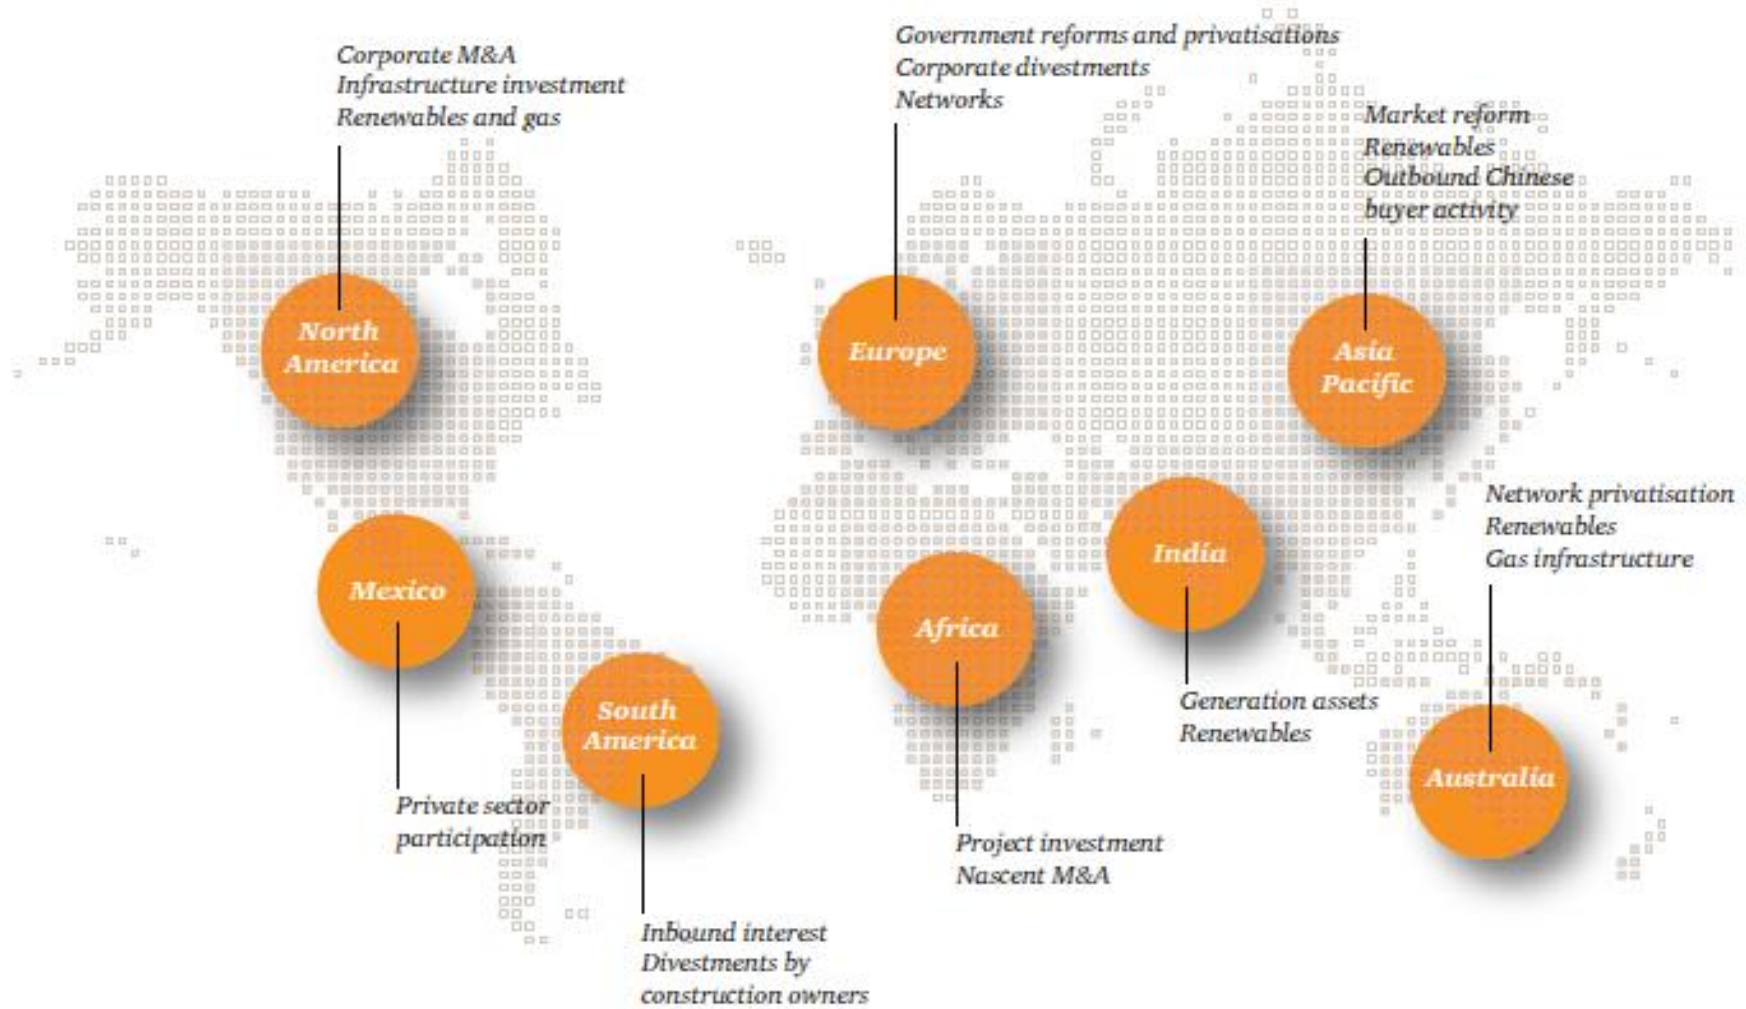 Corporate M&A
Infrastructure investment
Renewables and gas
Government reforms and privatisations
Corporate divestments
Networks
Market reform
Renewables
Outbound Chinese
buyer activity
North
America
Europe
Asia
Pacific
Network privatisation
Renewables
Gas infrastructure
India
Mexico
Africa
Generation assets
Renewables
South
America
Australia
Private sector
participation
Project investment
Nascent M&A
Inbound interest
Divestments by
construction owners